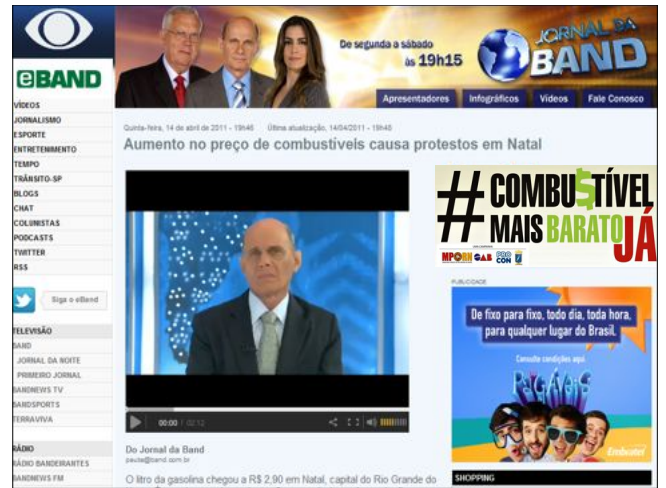 De segunda a sábado
às 19h15
JORNAL DA
BAND
Apresentadores
Infográficos
Vídeos
Fale Conosco
eBAND
VÍDEOS
JORNALISMO
ESPORTE
ENTRETENIMENTO
TEMPO
TRÂNSITO-SP
BLOGS
CHAT
COLUNISTAS
PODCASTS
TWITTER
RSS
Siga o eBand
TELEVISÃO
BAND
JORNAL DA NOITE
PRIMEIRO JORNAL
BANDNEWS TV
BANDSPORTS
TERRAVIVA
RÁDIO
RÁDIO BANDEIRANTES
BANDNEWS FM
Quinta-feira, 14 de abril de 2011 - 19h46 Última atualização, 14/04/2011 - 19h46
Aumento no preço de combustíveis causa protestos em Natal
00:00 / 02:12
Do Jornal da Band
pauta@band.com.br
O litro da gasolina chegou a R$ 2,90 em Natal, capital do Rio Grande do
#COMBU$TÍVEL
MAIS BARATO
JÁ
MPORN OAB PROCON
PUBLICIDADE
De fixo para fixo, todo dia, toda hora,
para qualquer lugar do Brasil.
Consulte condições aqui
Embratel
SHOPPING